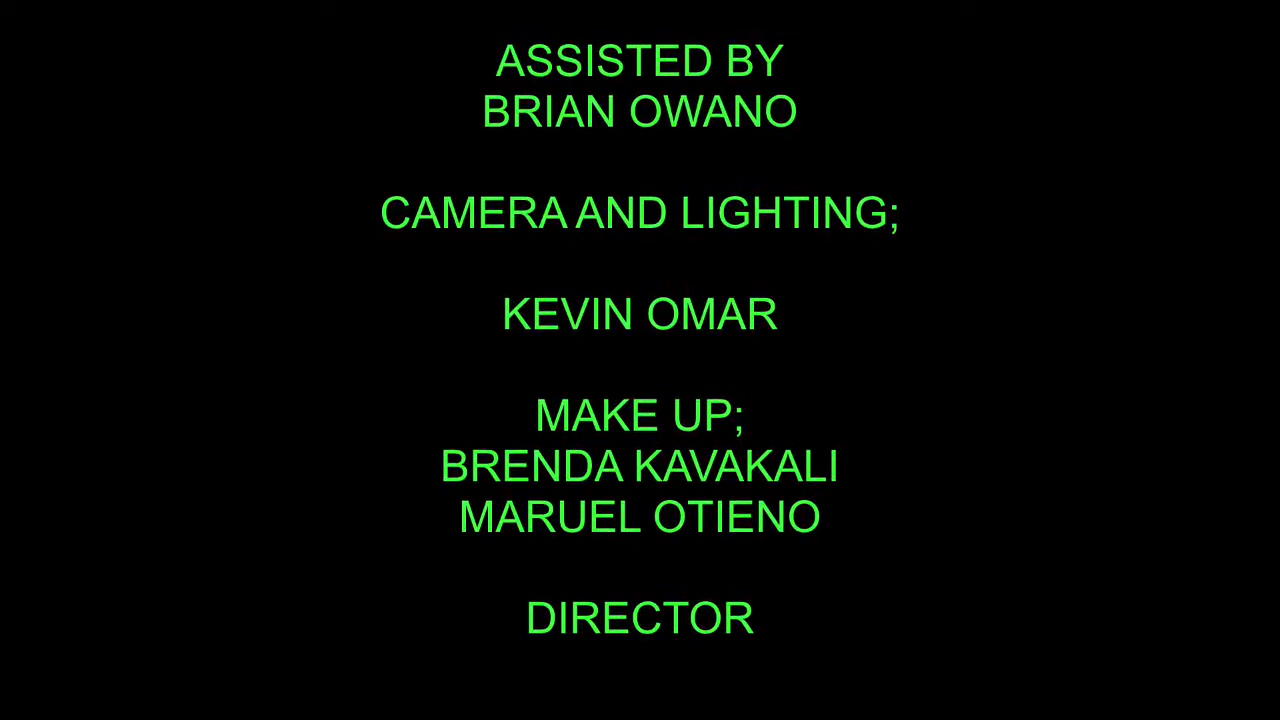 ASSISTED BY
BRIAN OWANO
CAMERA AND LIGHTING;
KEVIN OMAR
MAKE UP;
BRENDA KAVAKALI
MARUEL OTIENO
DIRECTOR